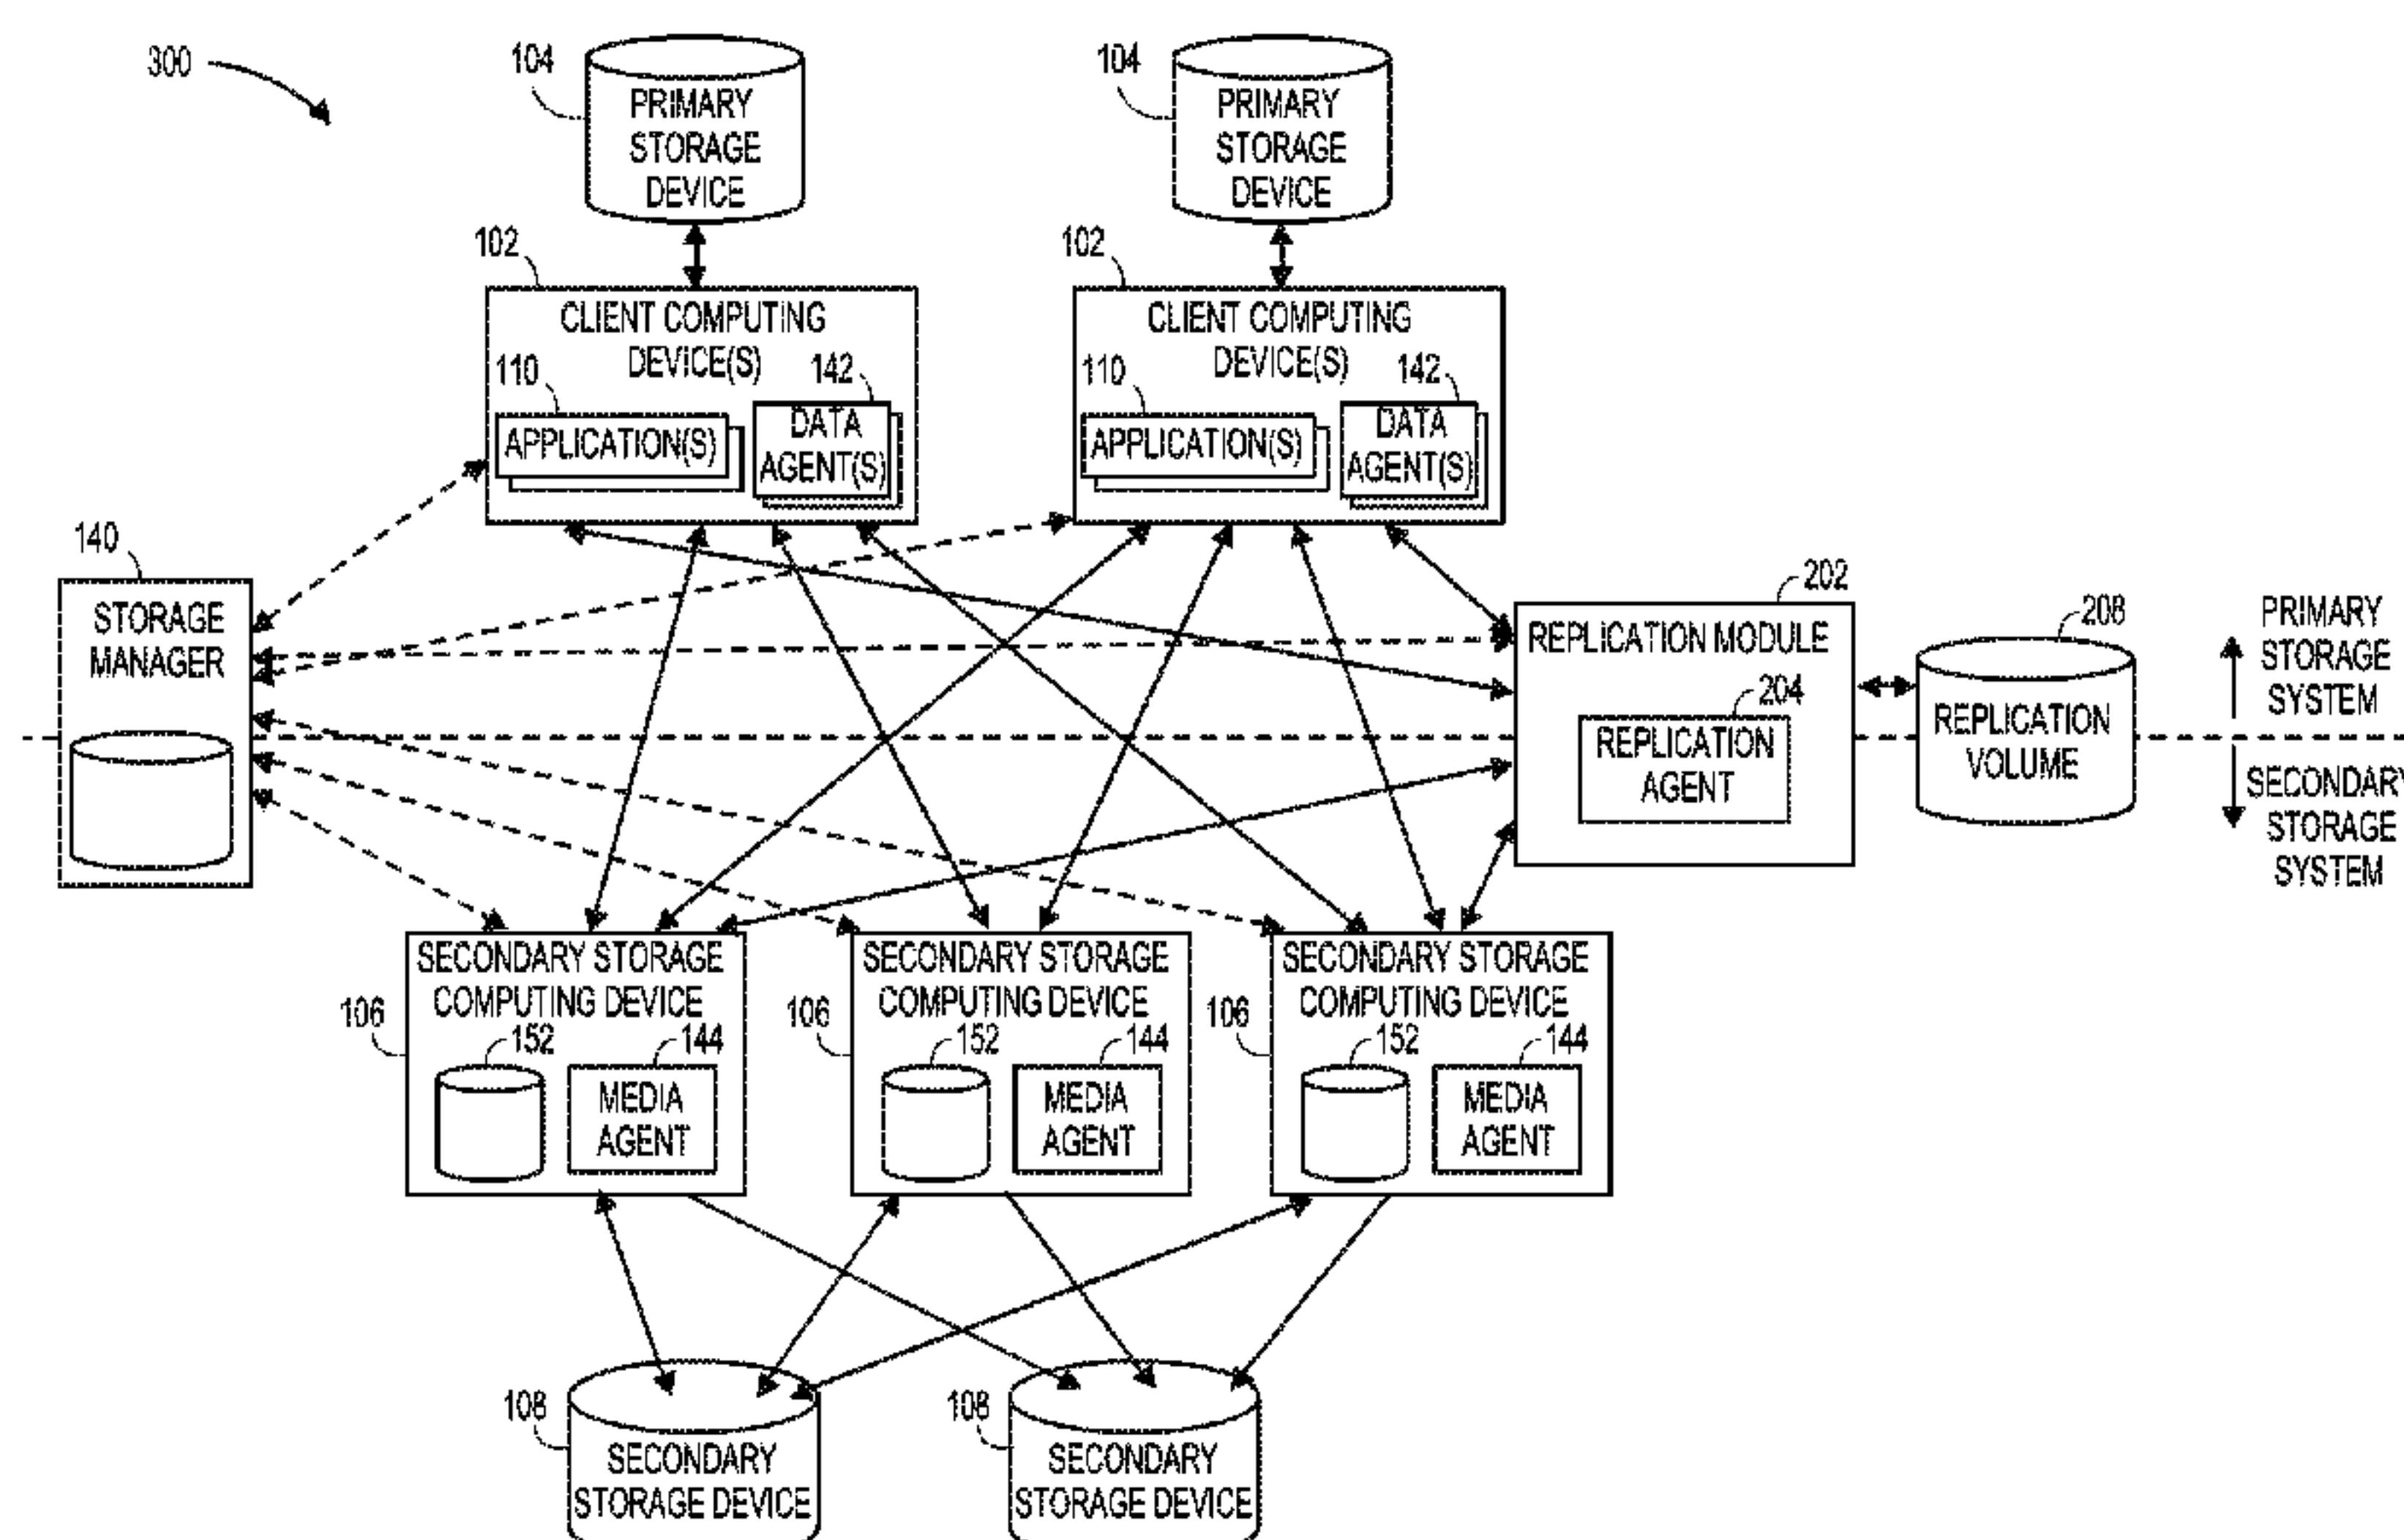 300
104
PRIMARY
STORAGE
DEVICE
104
PRIMARY
STORAGE
DEVICE
102
CLIENT COMPUTING
DEVICE(S)
110
142
APPLICATION(S)
DATA
AGENT(S)
102
CLIENT COMPUTING
DEVICE(S)
110
142
APPLICATION(S)
DATA
AGENT(S)
140
STORAGE
MANAGER
202
REPLICATION MODULE
204
REPLICATION
AGENT
208
REPLICATION
VOLUME
PRIMARY
STORAGE
SYSTEM
SECONDARY
STORAGE
SYSTEM
106
SECONDARY STORAGE
COMPUTING DEVICE
152
144
MEDIA
AGENT
106
SECONDARY STORAGE
COMPUTING DEVICE
152
144
MEDIA
AGENT
106
SECONDARY STORAGE
COMPUTING DEVICE
152
144
MEDIA
AGENT
108
SECONDARY
STORAGE DEVICE
108
SECONDARY
STORAGE DEVICE